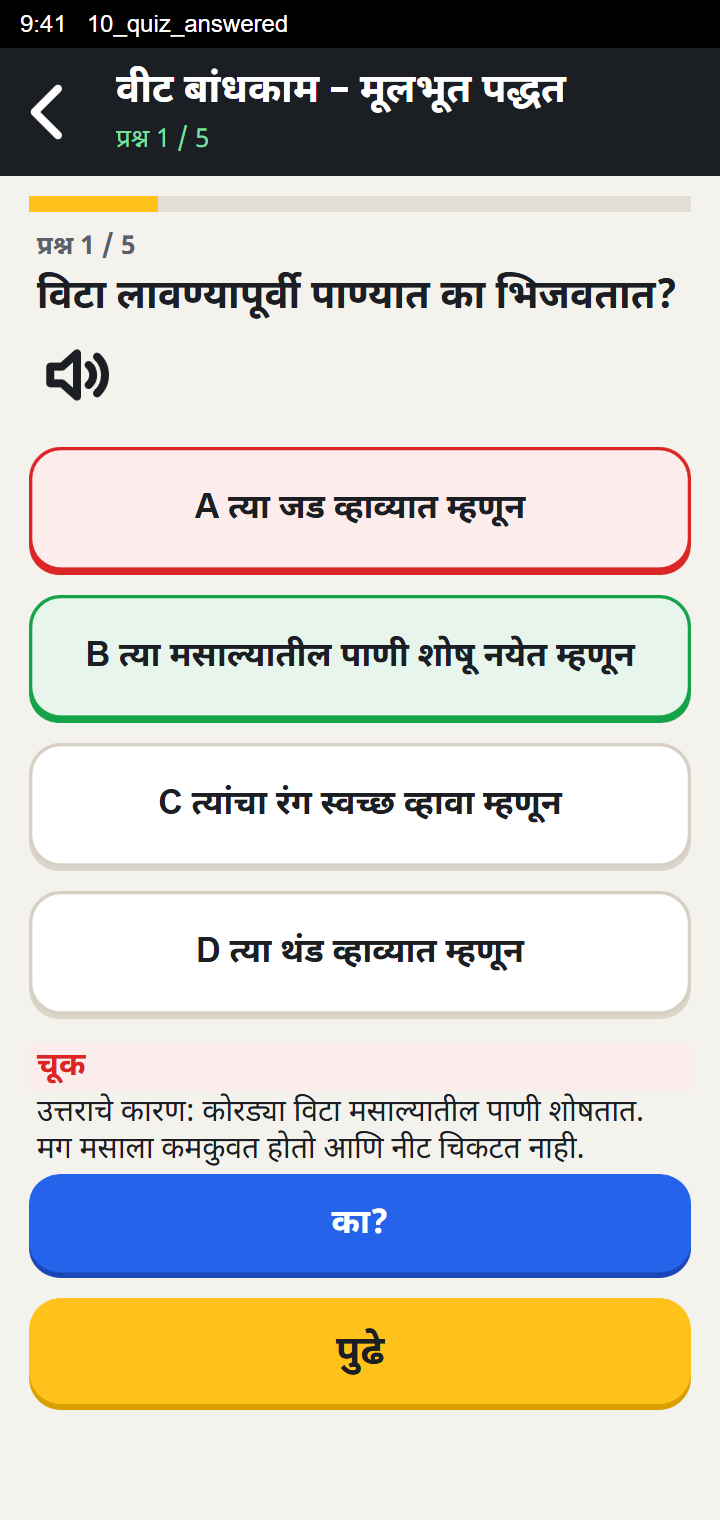 9:41 10_quiz_answered
वीट बांधकाम – मूलभूत पद्धत
प्रश्न 1 / 5
प्रश्न 1 / 5
विटा लावण्यापूर्वी पाण्यात का भिजवतात?
A त्या जड व्हाव्यात म्हणून
B त्या मसाल्यातील पाणी शोषू नयेत म्हणून
C त्यांचा रंग स्वच्छ व्हावा म्हणून
D त्या थंड व्हाव्यात म्हणून
चूक
उत्तराचे कारण: कोरड्या विटा मसाल्यातील पाणी शोषतात.
मग मसाला कमकुवत होतो आणि नीट चिकटत नाही.
का?
पुढे